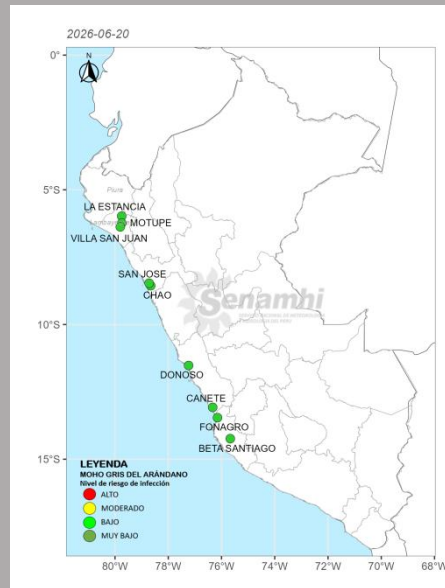 2026-06-20
N
0°
Piura
5°S
LA ESTANCIA
MOTUPE
VILLA SAN JUAN
SAN JOSE
CHAO
Senamhi
10°S
DONOSO
CANETE
FONAGRO
BETA SANTIAGO
15°S
LEYENDA
MOHO GRIS DEL ARÁNDANO
Nivel de riesgo de infección
ALTO
MODERADO
BAJO
MUY BAJO
80°W 78°W 76°W 74°W 72°W 70°W 68°W